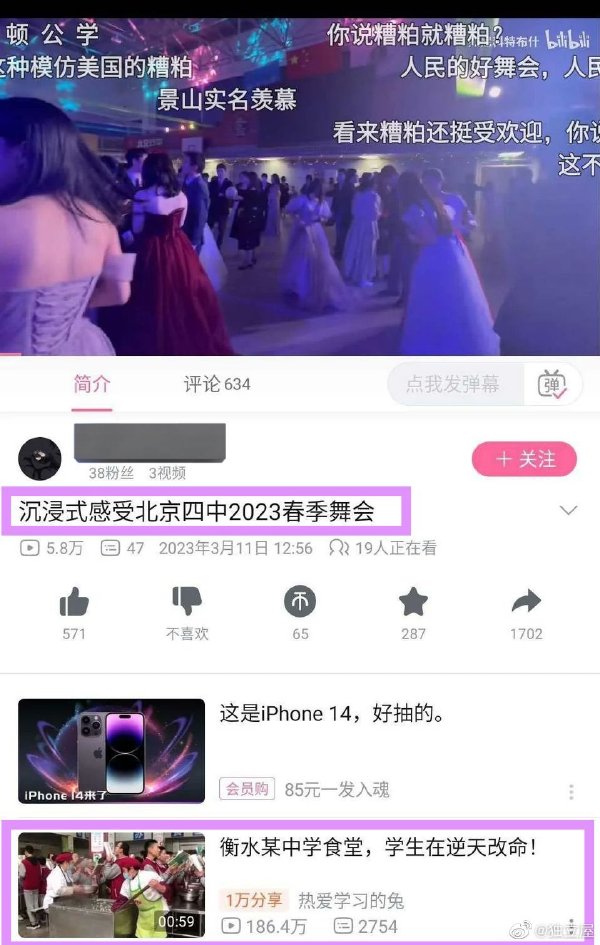 顿公学
你说糟粕就糟粕?
科特布什
bilibili
这种模仿美国的糟粕
人民的好舞会，人民
景山实名羡慕
看来糟粕还挺受欢迎，你说
这不
简介
评论 634
点我发弹幕
弹
38粉丝 3视频
+ 关注
沉浸式感受北京四中2023春季舞会
5.8万 47 2023年3月11日 12:56 19人正在看
571
不喜欢
65
287
1702
iPhone 14来了
这是iPhone 14，好抽的。
会员购 85元一发入魂
00:59
衡水某中学食堂，学生在逆天改命！
1万分享 热爱学习的兔
186.4万 2754